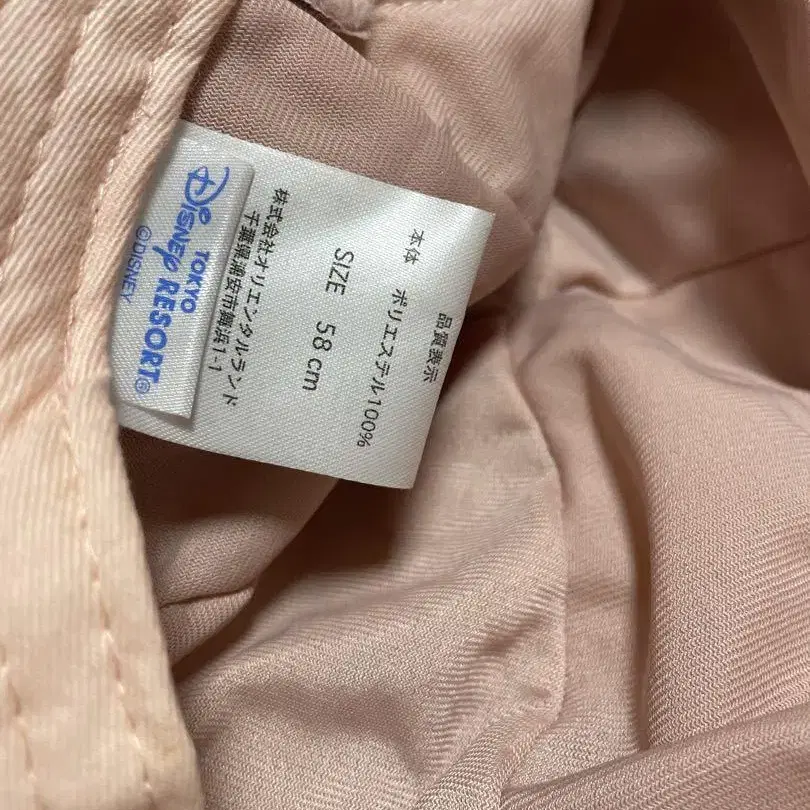 品質表示
本体 ポリエステル100%
SIZE 58cm
株式会社オリエンタルランド
千葉県浦安市舞浜1-1
TOKYO
DISNEY RESORT®
©DISNEY